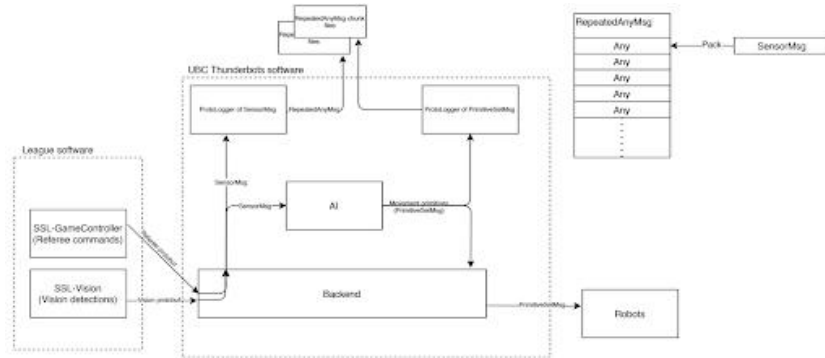 RepeatedAnyMsg chunk
files
files
RepeatedAnyMsg
Any
Any
Any
Any
Any
Pack
SensorMsg
UBC Thunderbots software
ProtoLogger of SensorMsg
RepeatedAnyMsg
ProtoLogger of PrimitiveSetMsg
League software
SensorMsg
SensorMsg
AI
Movement primitives
(PrimitiveSetMsg)
SSL-GameController
(Referee commands)
Referee protobuf
SSL-Vision
(Vision detections)
Vision protobuf
Backend
PrimitiveSetMsg
Robots